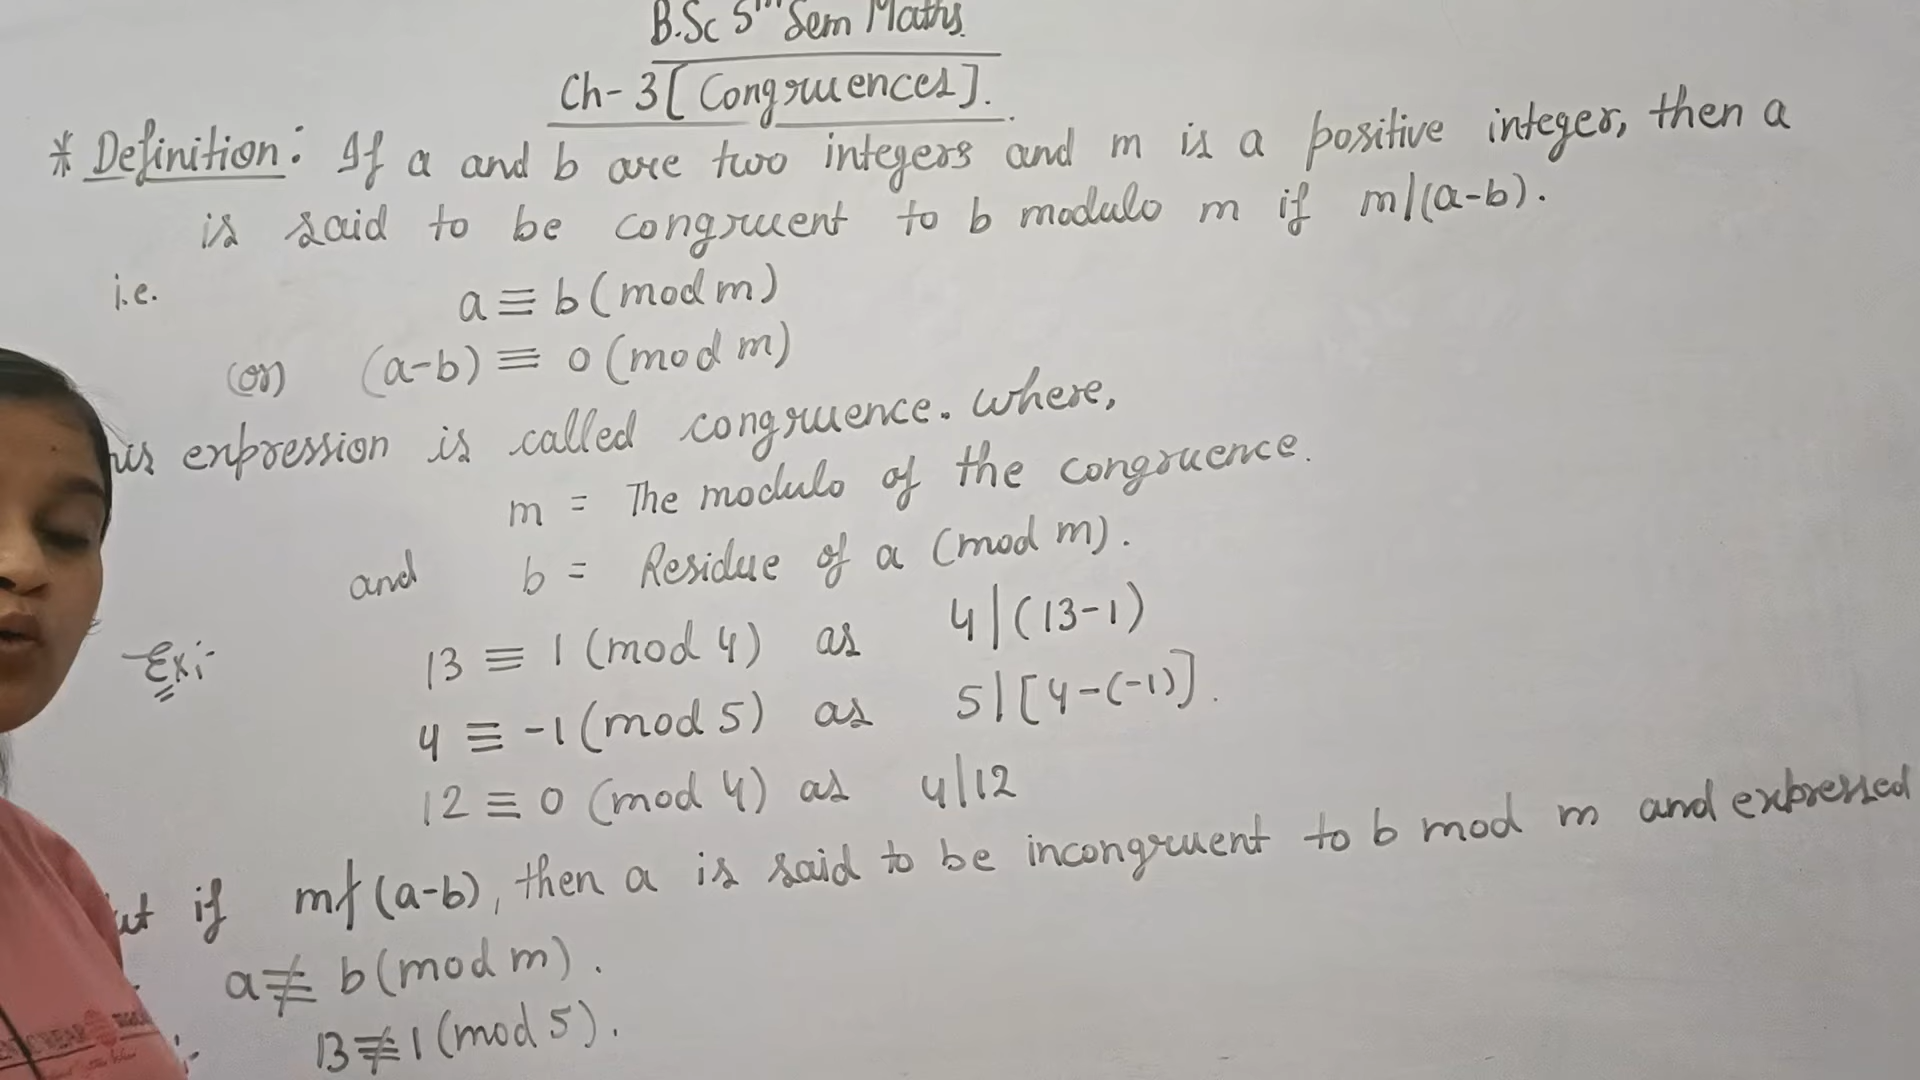 B.Sc 5th Sem Maths.
Ch-3 [Congruences].
* Definition: If a and b are two integers and m is a positive integer, then a
is said to be congruent to b modulo m if m|(a-b).
i.e. a ≡ b (mod m)
(or) (a-b) ≡ 0 (mod m)
expression is called congruence. where,
m = The modulo of the congruence.
and b = Residue of a (mod m).
Ex:- 13 ≡ 1 (mod 4) as 4|(13-1)
4 ≡ -1 (mod 5) as 5|[4-(-1)].
12 ≡ 0 (mod 4) as 4|12
if m∤(a-b), then a is said to be incongruent to b mod m and expressed
a ≢ b (mod m).
13 ≢ 1 (mod 5).